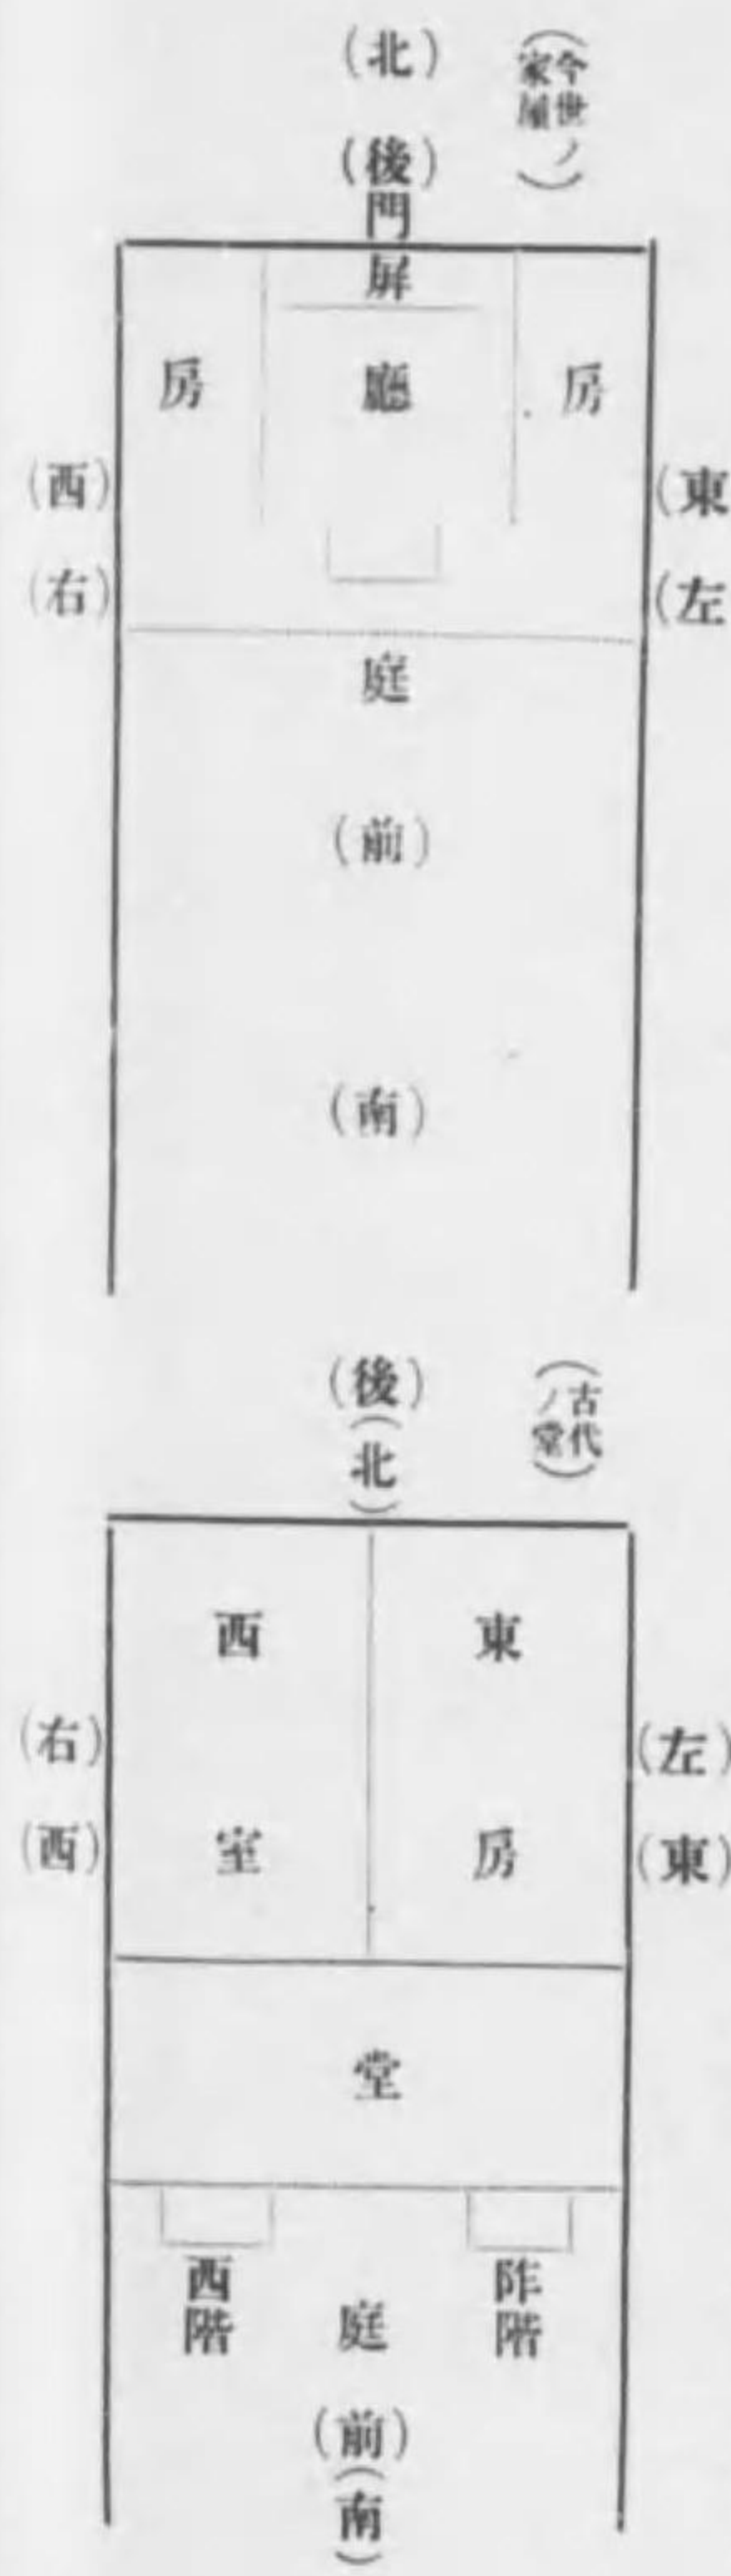 （今世ノ
家屋）
（北）
（後）
門
屏
房
廳
房
（東
（左
（西）
（右）
庭
（前）
（南）
（古代
ノ堂）
（後）
（北）
東房
西室
（左）
（東）
（右）
（西）
堂
阼階
西階
庭
（前）
（南）